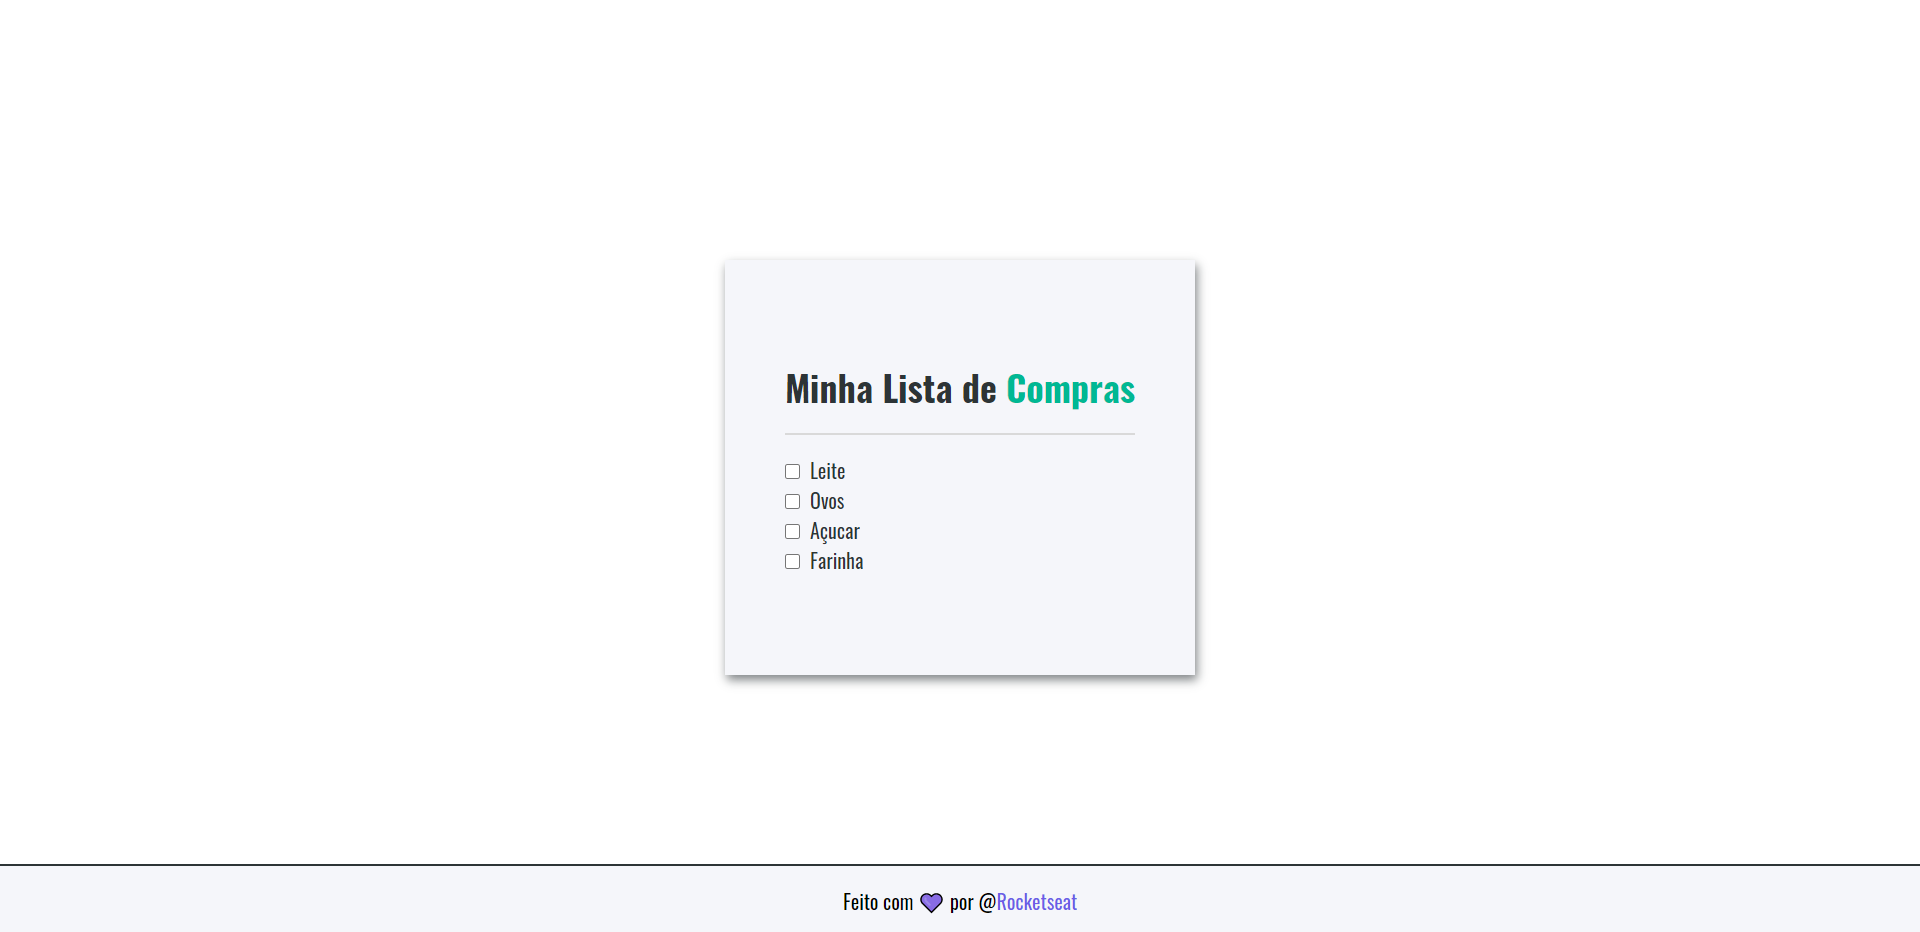 Minha Lista de Compras
Leite
Ovos
Açucar
Farinha
Feito com 💜 por @Rocketseat